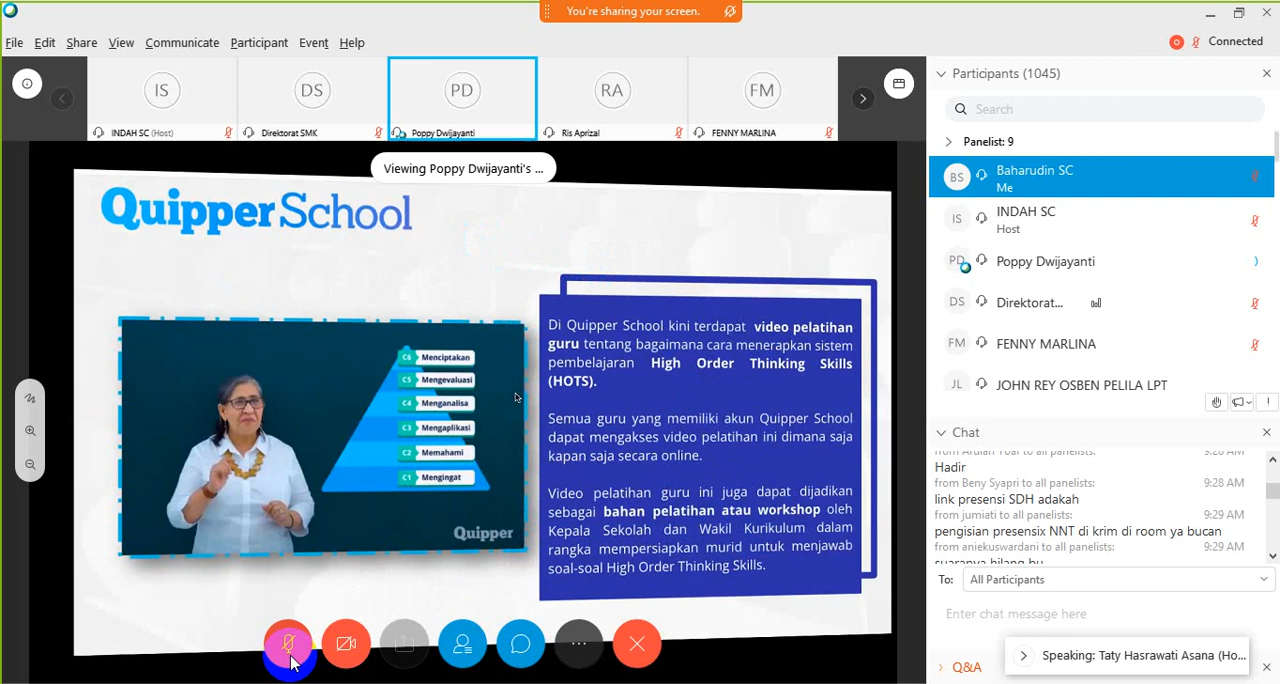 You're sharing your screen.
File Edit Share View Communicate Participant Event Help
Connected
IS
DS
PD
RA
FM
INDAH SC (Host)
Direktorat SMK
Poppy Dwijayanti
Ris Aprizal
FENNY MARLINA
Viewing Poppy Dwijayanti's ...
QuipperSchool
C6 Menciptakan
C5 Mengevaluasi
C4 Menganalisa
C3 Mengaplikasi
C2 Memahami
C1 Mengingat
Quipper
Di Quipper School kini terdapat video pelatihan
guru tentang bagaimana cara menerapkan sistem
pembelajaran High Order Thinking Skills
(HOTS).
Semua guru yang memiliki akun Quipper School
dapat mengakses video pelatihan ini dimana saja
kapan saja secara online.
Video pelatihan guru ini juga dapat dijadikan
sebagai bahan pelatihan atau workshop oleh
Kepala Sekolah dan Wakil Kurikulum dalam
rangka mempersiapkan murid untuk menjawab
soal-soal High Order Thinking Skills.
Participants (1045)
Search
Panelist: 9
BS Baharudin SC
Me
IS INDAH SC
Host
PD Poppy Dwijayanti
DS Direktorat...
FM FENNY MARLINA
JL JOHN REY OSBEN PELILA LPT
Chat
to all panelists:
Hadir
from Beny Syapri to all panelists: 9:28 AM
link presensi SDH adakah
from jumiati to all panelists: 9:29 AM
pengisian presensix NNT di krim di room ya bucan
from aniekuswardani to all panelists: 9:29 AM
To: All Participants
Enter chat message here
Speaking: Taty Hasrawati Asana (Ho...
Q&A